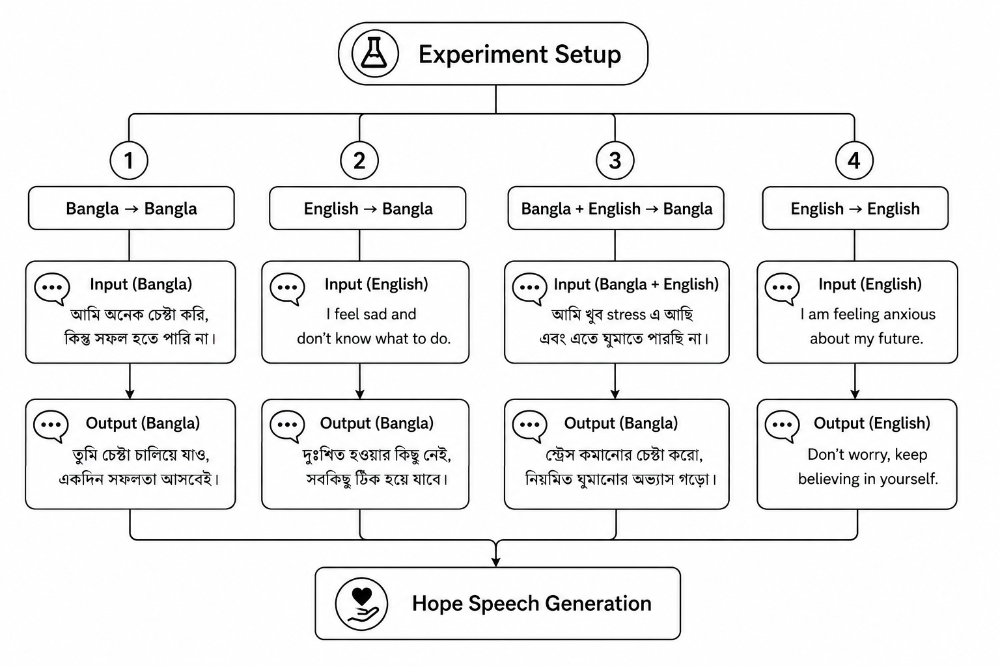 Experiment Setup
1
Bangla → Bangla
Input (Bangla)
আমি অনেক চেষ্টা করি,
কিন্তু সফল হতে পারি না।
Output (Bangla)
তুমি চেষ্টা চালিয়ে যাও,
একদিন সফলতা আসবেই।
2
English → Bangla
Input (English)
I feel sad and
don’t know what to do.
Output (Bangla)
দুঃশিত হওয়ার কিছু নেই,
সবকিছু ঠিক হয়ে যাবে।
3
Bangla + English → Bangla
Input (Bangla + English)
আমি খুব stress এ আছি
এবং এতে ঘুমাতে পারছি না।
Output (Bangla)
স্ট্রেস কমানোর চেষ্টা করো,
নিয়মিত ঘুমানোর অভ্যাস গড়ো।
4
English → English
Input (English)
I am feeling anxious
about my future.
Output (English)
Don’t worry, keep
believing in yourself.
Hope Speech Generation